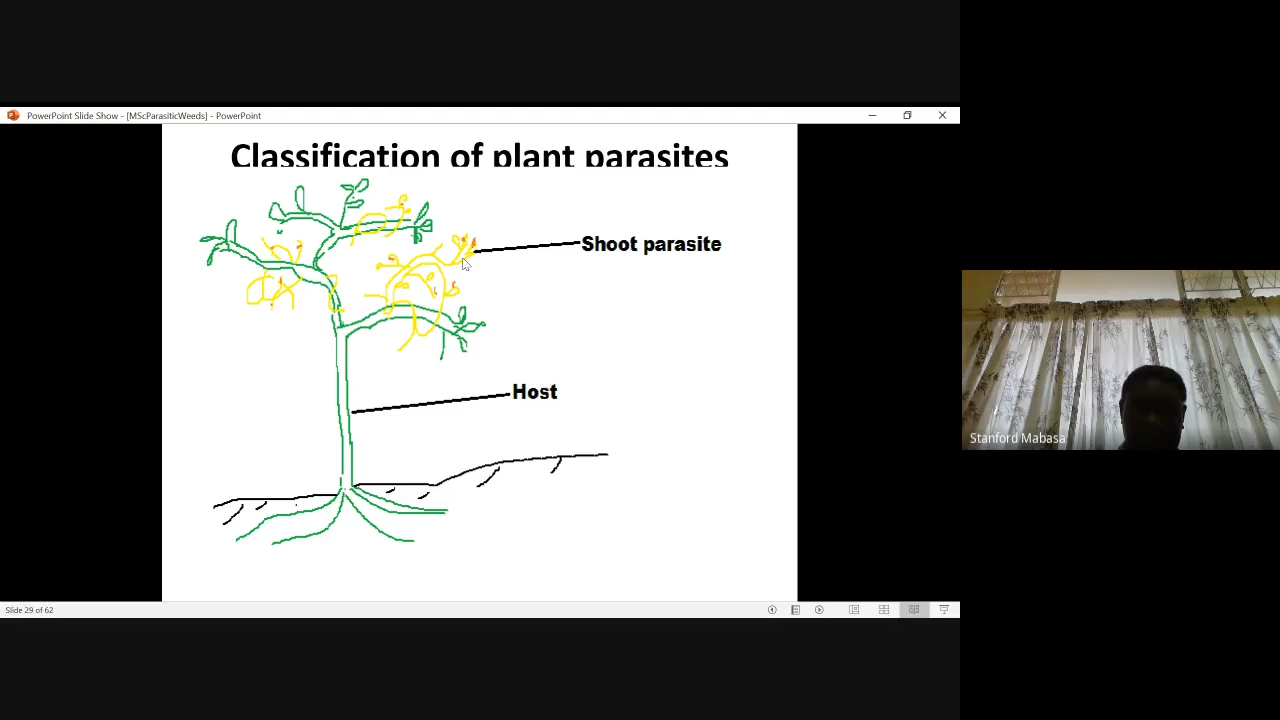 PowerPoint Slide Show - [MScParasiticWeeds] - PowerPoint
Classification of plant parasites
Shoot parasite
Host
Stanford Mabasa
Slide 29 of 62